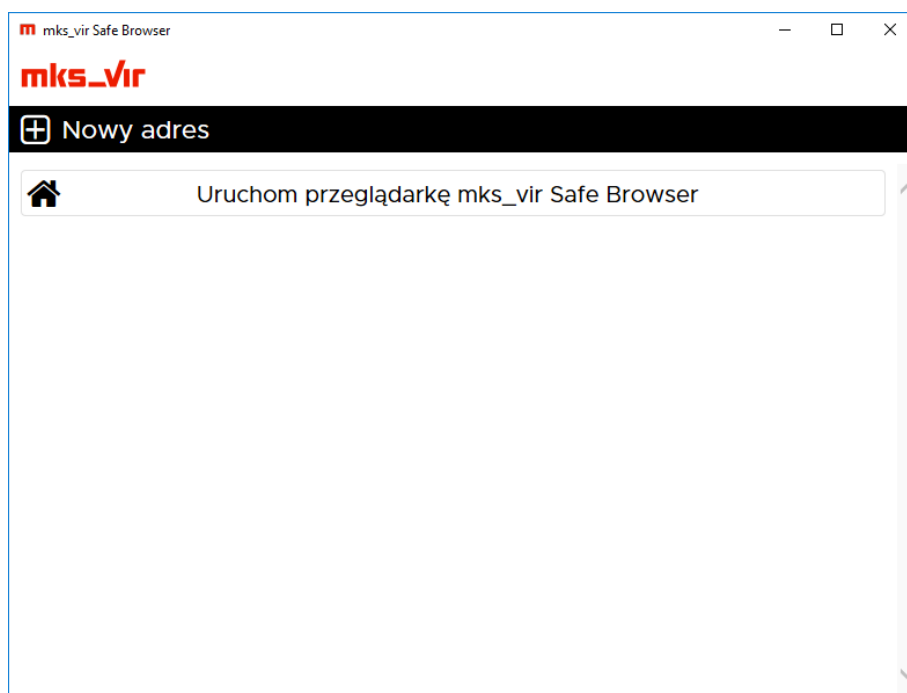 mks_vir Safe Browser
mks_vir
Nowy adres
Uruchom przeglądarkę mks_vir Safe Browser